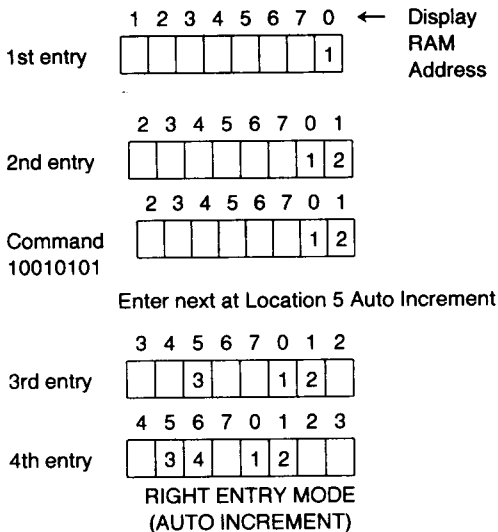 1 2 3 4 5 6 7 0 ← Display
RAM
Address
1st entry 1
2 3 4 5 6 7 0 1
2nd entry 1 2
2 3 4 5 6 7 0 1
Command 1 2
10010101
Enter next at Location 5 Auto Increment
3 4 5 6 7 0 1 2
3rd entry 3 1 2
4 5 6 7 0 1 2 3
4th entry 3 4 1 2
RIGHT ENTRY MODE
(AUTO INCREMENT)